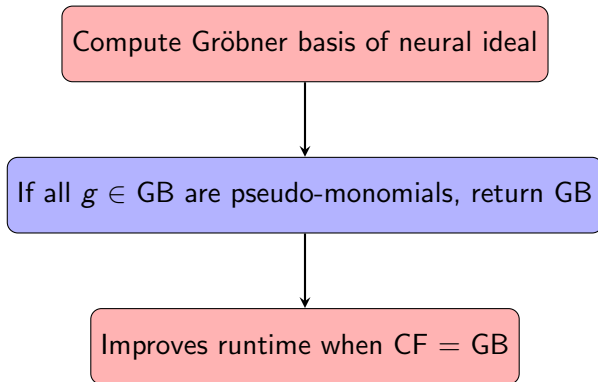 Compute Gröbner basis of neural ideal
If all g ∈ GB are pseudo-monomials, return GB
Improves runtime when CF = GB